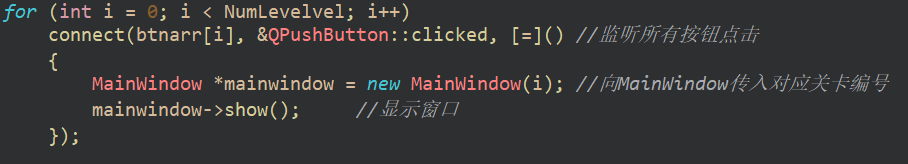 for (int i = 0; i < NumLevelvel; i++)
    connect(btnarr[i], &QPushButton::clicked, [=]() //监听所有按钮点击
    {
        MainWindow *mainwindow = new MainWindow(i); //向MainWindow传入对应关卡编号
        mainwindow->show();     //显示窗口
    });